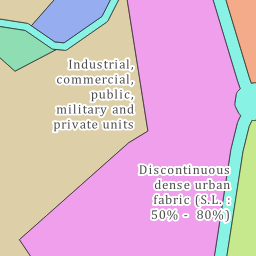 Industrial,
commercial,
public,
military and
private units
Discontinuous
dense urban
fabric (S.L. :
50% - 80%)